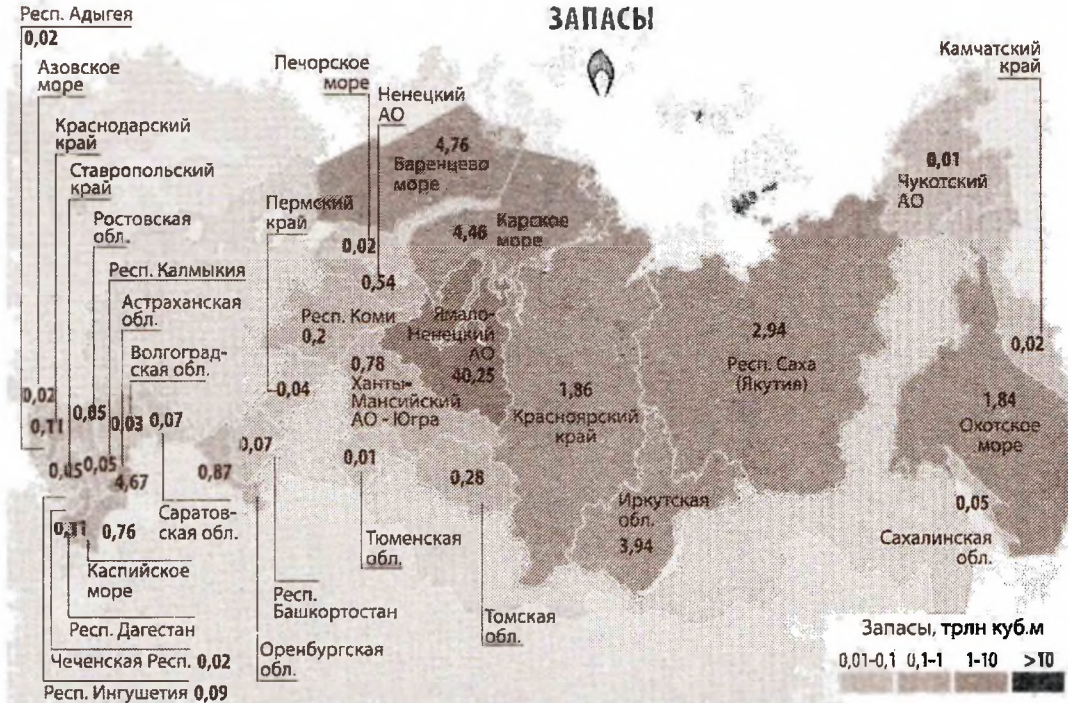 ЗАПАСЫ
Респ. Адыгея
0,02
Азовское
море
Краснодарский
край
Ставропольский
край
Ростовская
обл.
Респ. Калмыкия
Астраханская
обл.
Волгоград-
ская обл.
Печорское
море
Ненецкий
АО
Пермский
край
4,76
Баренцево
море
4,46
Карское
море
0,02
0,54
Респ. Коми
0,2
Ямало-
Ненецкий
АО
40,25
0,78
Ханты-
Мансийский
АО - Югра
0,04
1,86
Красноярский
край
2,94
Респ. Саха
(Якутия)
Камчатский
край
0,01
Чукотский
АО
0,02
1,84
Охотское
море
0,05
Сахалинская
обл.
0,02
0,11
0,05
0,03
0,07
0,05
0,05
4,67
0,07
0,87
0,01
0,28
Иркутская
обл.
3,94
0,11
0,76
Саратов-
ская обл.
Каспийское
море
Респ. Дагестан
Чеченская Респ. 0,02
Респ. Ингушетия 0,09
Тюменская
обл.
Респ.
Башкортостан
Оренбургская
обл.
Томская
обл.
Запасы, трлн куб.м
0,01-0,1 0,1-1 1-10 >10